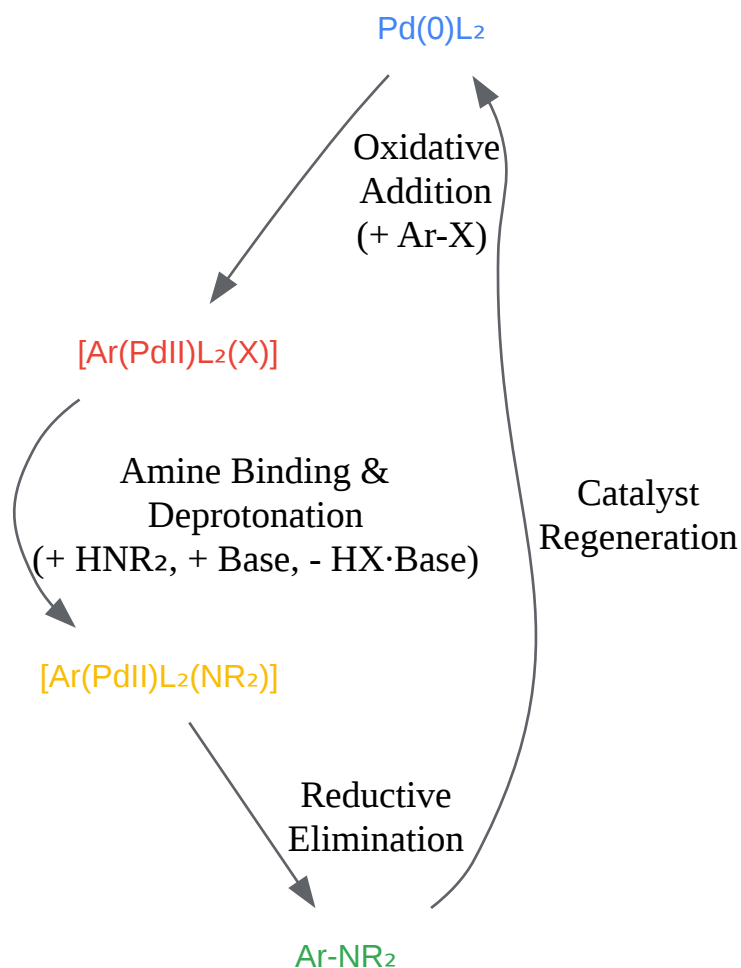 Pd(0)L₂
Oxidative
Addition
(+ Ar-X)
[Ar(PdII)L₂(X)]
Amine Binding &
Deprotonation
(+ HNR₂, + Base, - HX·Base)
Catalyst
Regeneration
[Ar(PdII)L₂(NR₂)]
Reductive
Elimination
Ar-NR₂